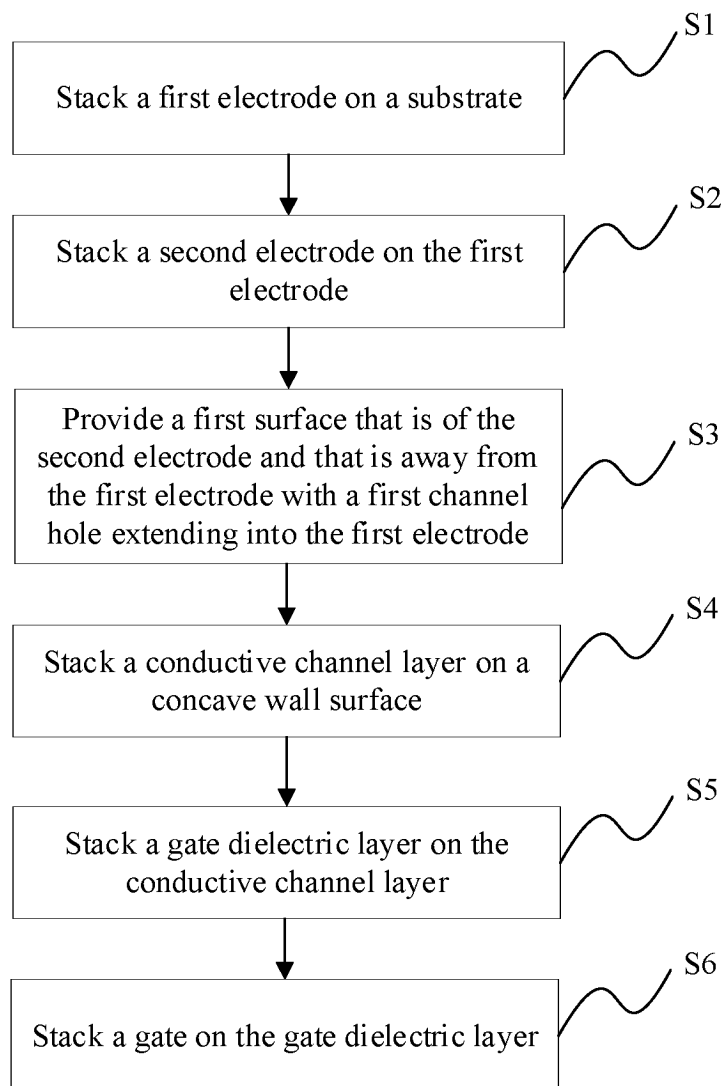 S1
Stack a first electrode on a substrate
S2
Stack a second electrode on the first
electrode
Provide a first surface that is of the
second electrode and that is away from
the first electrode with a first channel
hole extending into the first electrode
S3
S4
Stack a conductive channel layer on a
concave wall surface
S5
Stack a gate dielectric layer on the
conductive channel layer
S6
Stack a gate on the gate dielectric layer